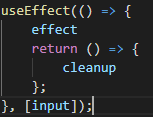 useEffect(() => {
    effect
    return () => {
        cleanup
    };
}, [input]);